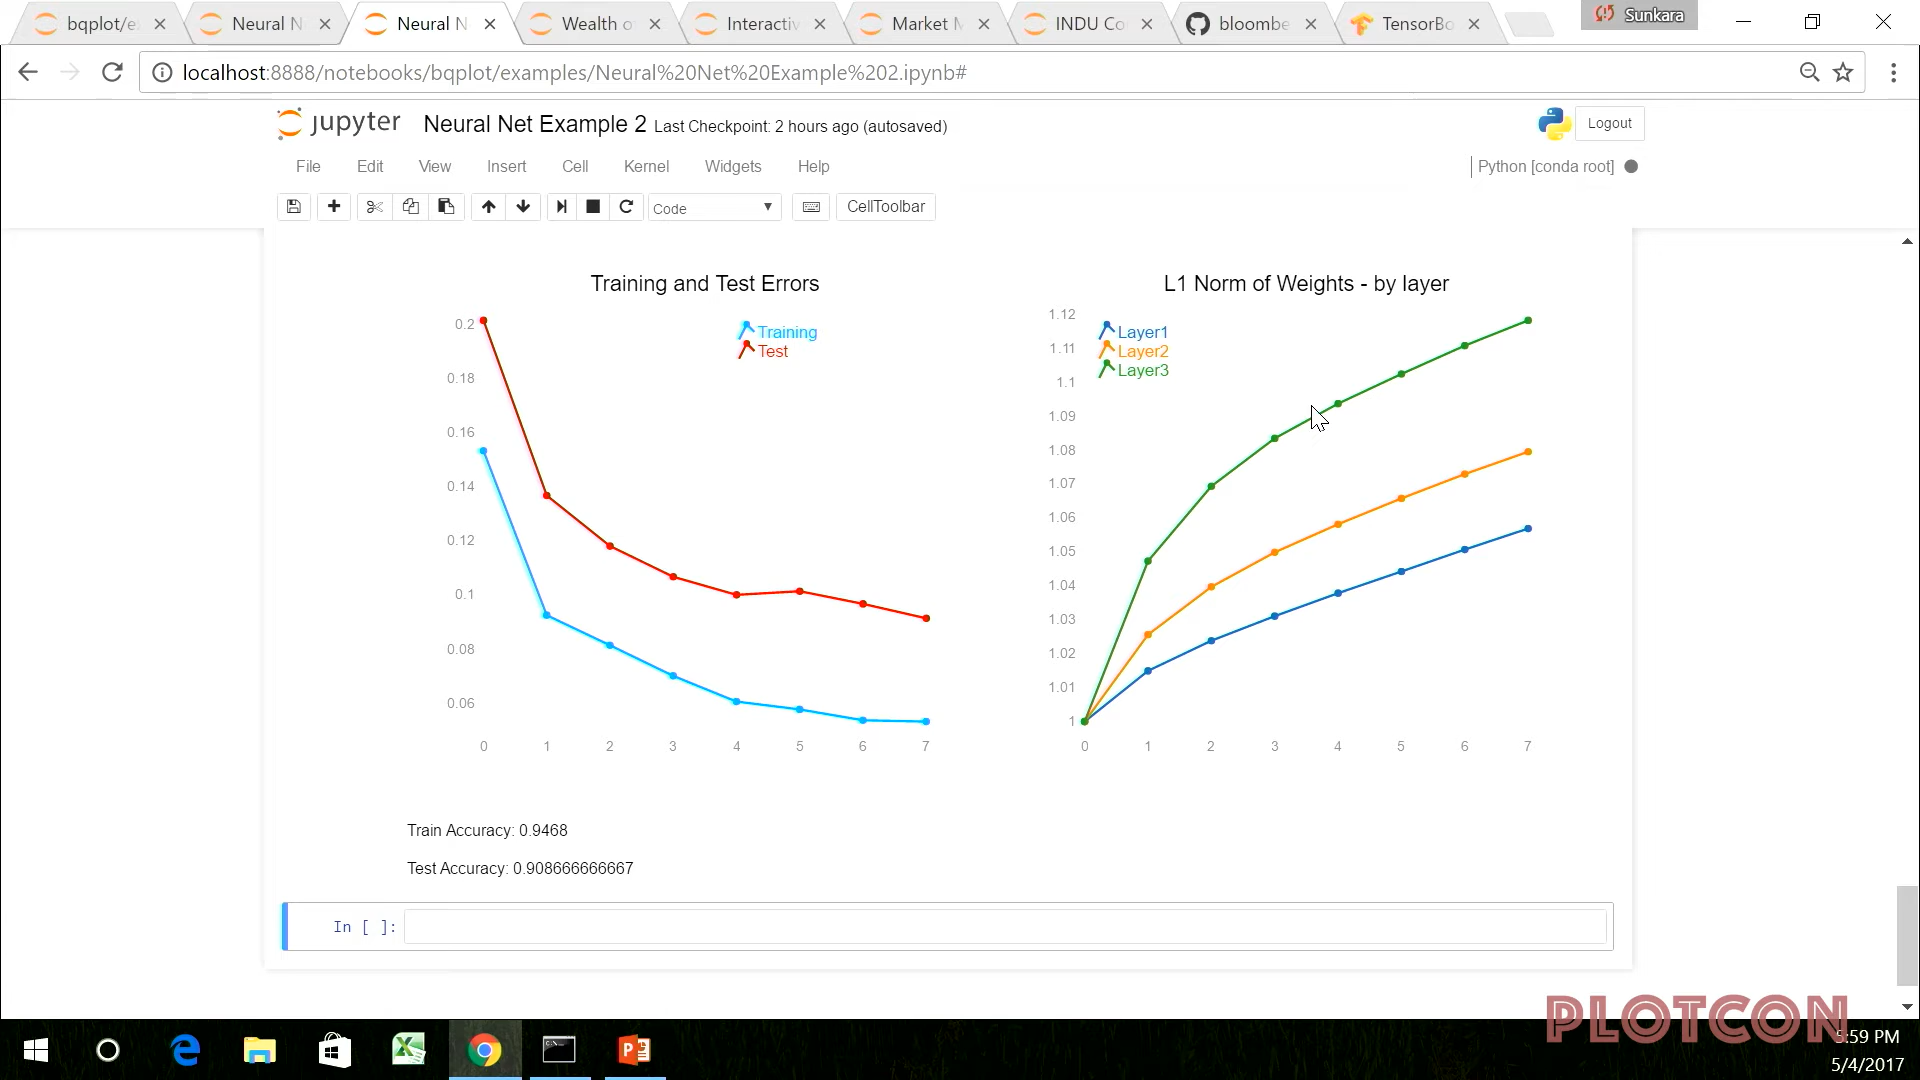 bqplot/e
Neural N
Neural N
Wealth o
Interactiv
Market M
INDU Co
bloombe
TensorBo
Sunkara
localhost:8888/notebooks/bqplot/examples/Neural%20Net%20Example%202.ipynb#
jupyter Neural Net Example 2 Last Checkpoint: 2 hours ago (autosaved)
Logout
File Edit View Insert Cell Kernel Widgets Help
Python [conda root]
Code
CellToolbar
Training and Test Errors
0.2
0.18
0.16
0.14
0.12
0.1
0.08
0.06
Training
Test
0 1 2 3 4 5 6 7
L1 Norm of Weights - by layer
1.12
1.11
1.1
1.09
1.08
1.07
1.06
1.05
1.04
1.03
1.02
1.01
1
Layer1
Layer2
Layer3
0 1 2 3 4 5 6 7
Train Accuracy: 0.9468
Test Accuracy: 0.908666666667
In [ ]:
PLOTCON
5:59 PM
5/4/2017